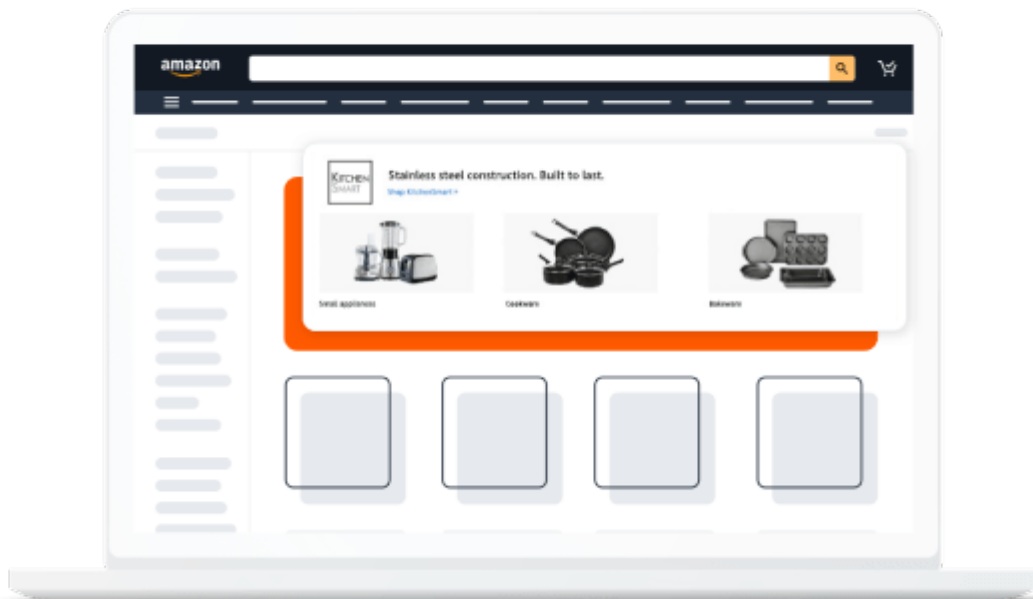 amazon
KITCHEN
SMART
Stainless steel construction. Built to last.
Shop KitchenSmart >
Small appliances
Cookware
Bakeware